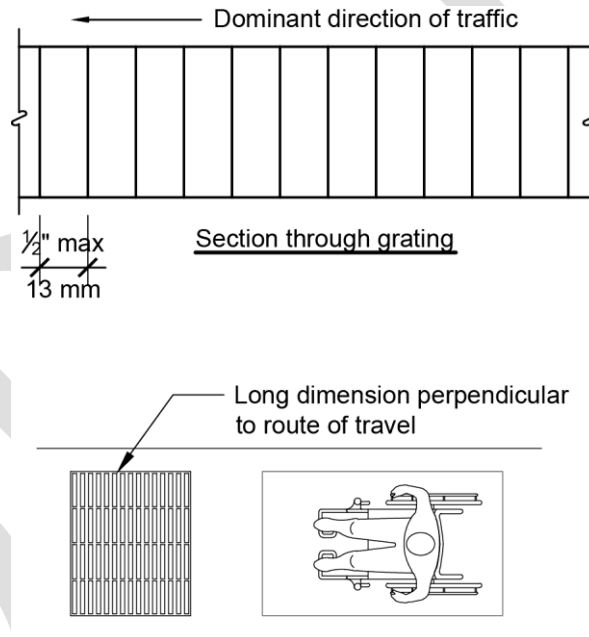 Dominant direction of traffic
½" max
13 mm
Section through grating
Long dimension perpendicular
to route of travel